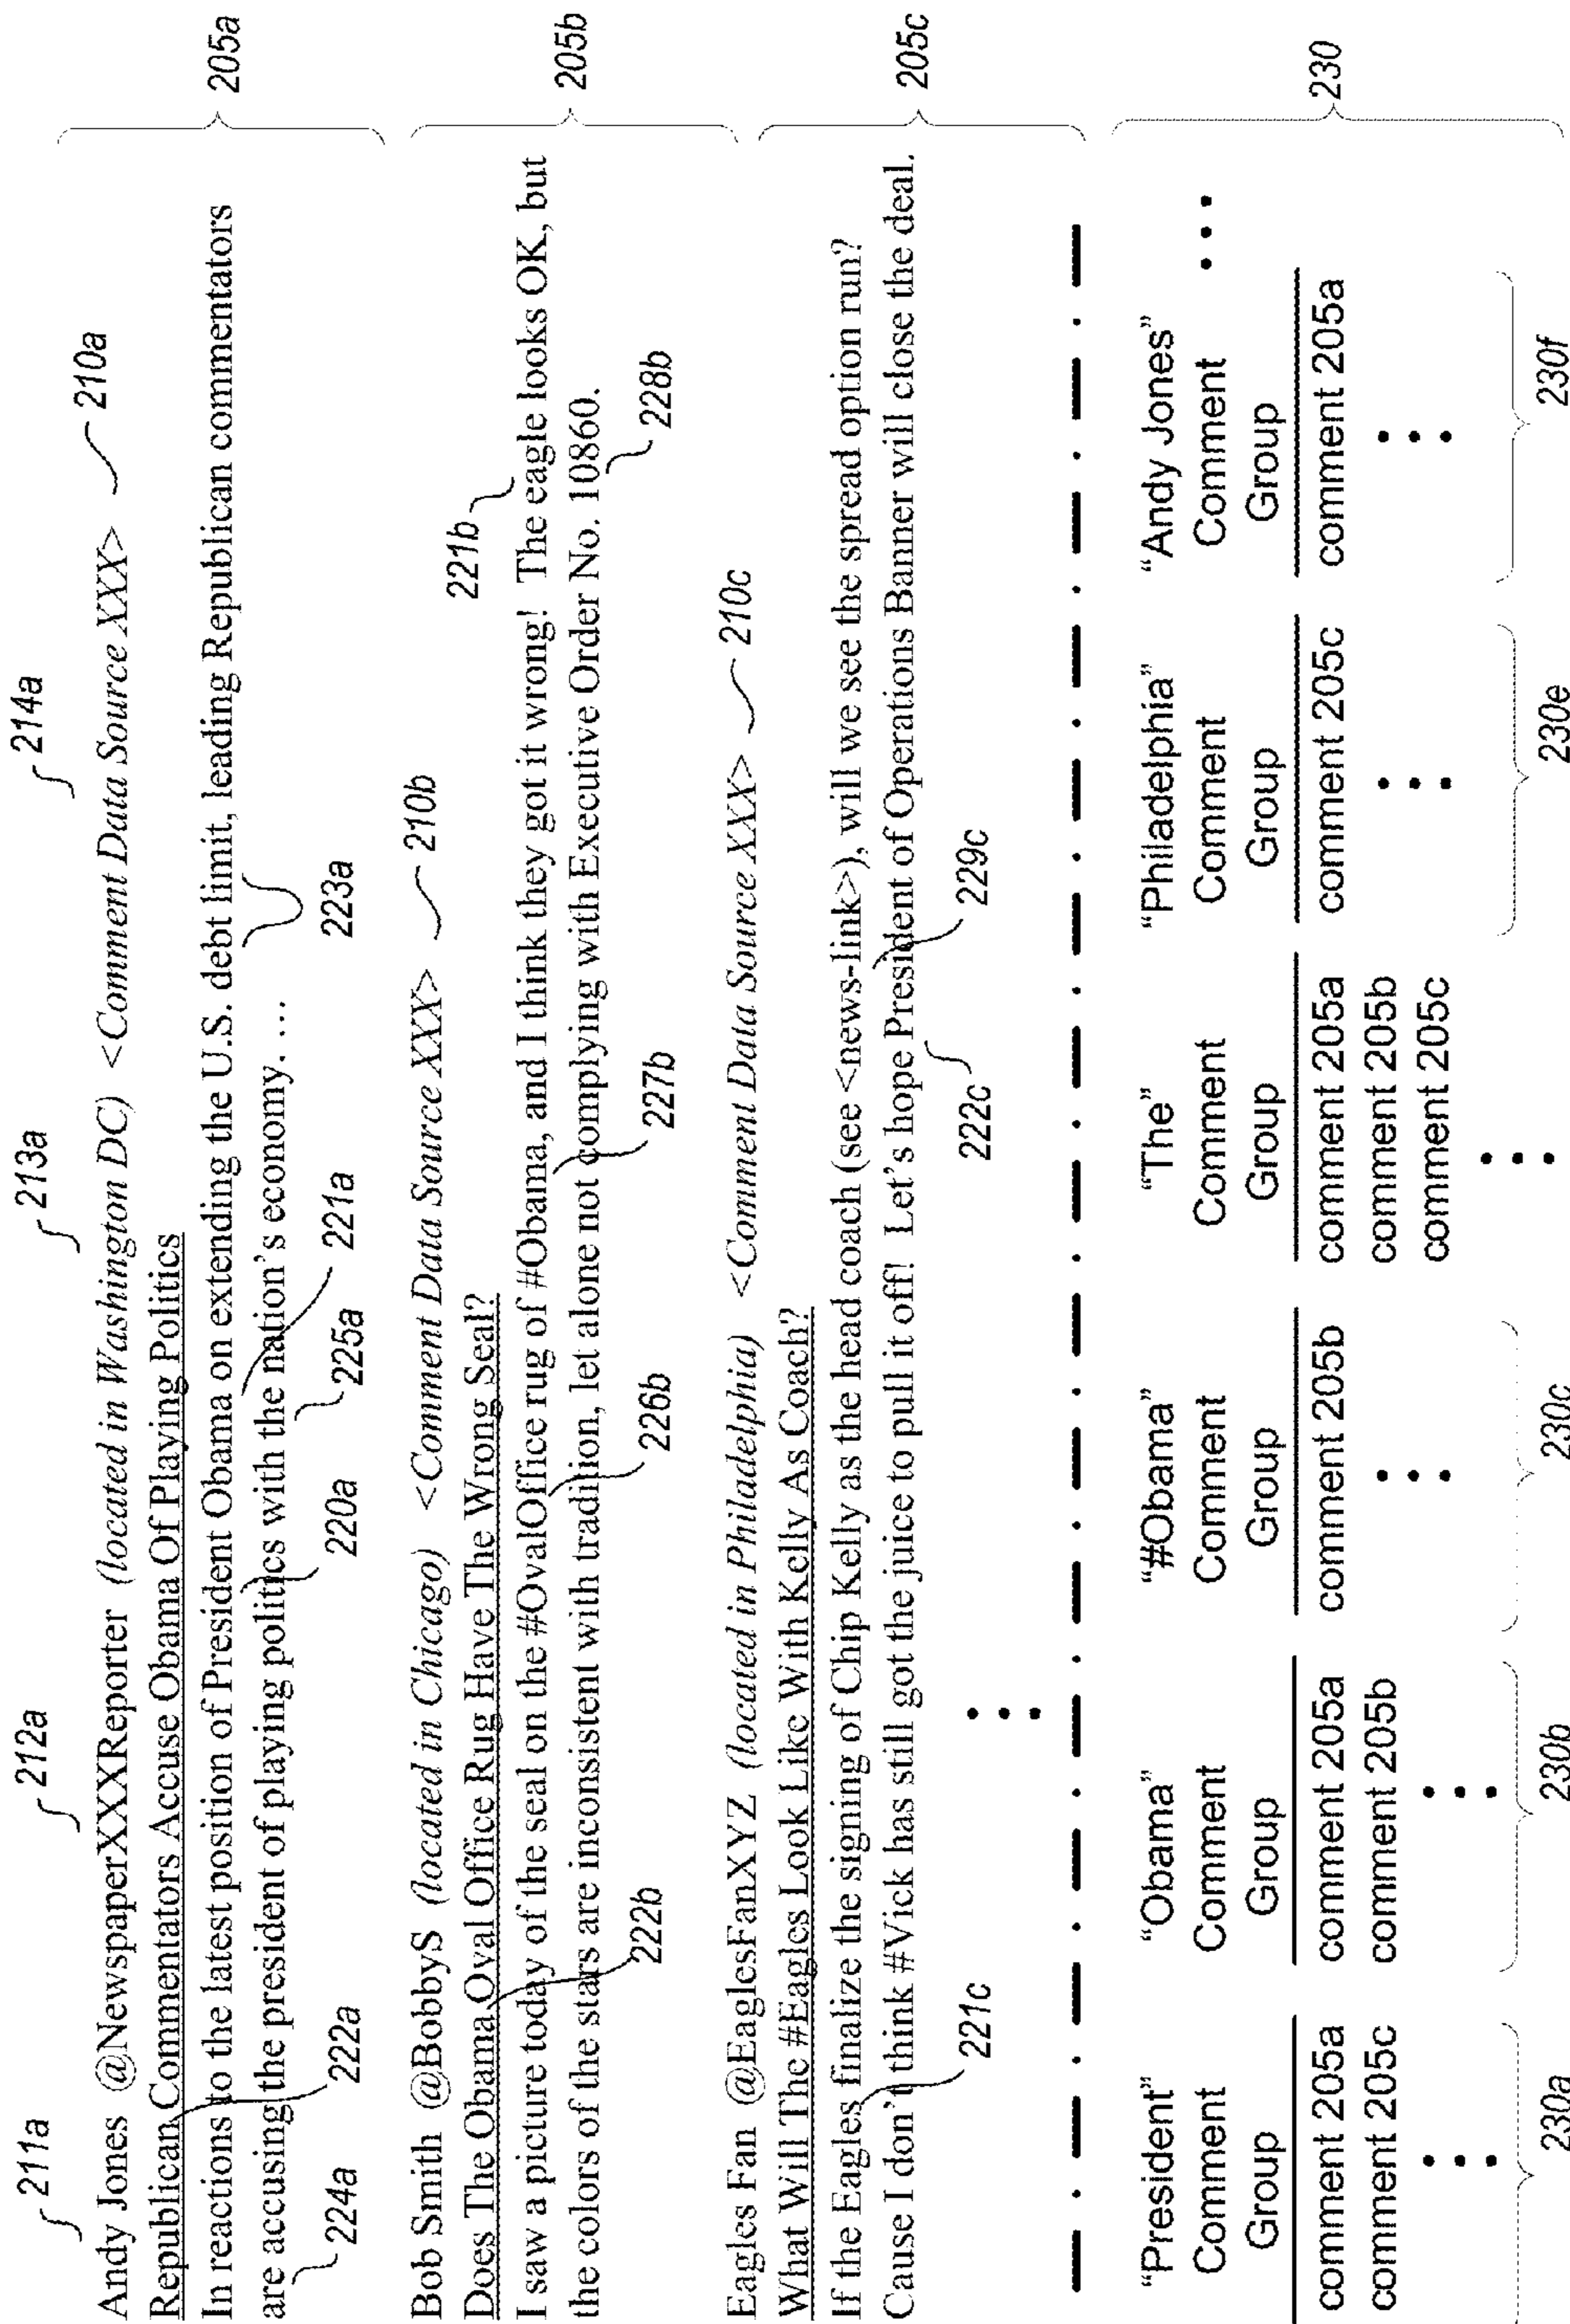 211a 212a 213a 214a
Andy Jones @NewspaperXXXReporter (located in Washington DC) <Comment Data Source XXX> 210a
Republican Commentators Accuse Obama Of Playing Politics
In reactions to the latest position of President Obama on extending the U.S. debt limit, leading Republican commentators
are accusing the president of playing politics with the nation's economy. …
224a 222a 220a 225a 221a 223a
205a
Bob Smith @BobbyS (located in Chicago) <Comment Data Source XXX> 210b
Does The Obama Oval Office Rug Have The Wrong Seal?
221b
I saw a picture today of the seal on the #OvalOffice rug of #Obama, and I think they got it wrong! The eagle looks OK, but
the colors of the stars are inconsistent with tradition, let alone not complying with Executive Order No. 10860.
222b 226b 227b 228b
205b
Eagles Fan @EaglesFanXYZ (located in Philadelphia) <Comment Data Source XXX> 210c
What Will The #Eagles Look Like With Kelly As Coach?
If the Eagles finalize the signing of Chip Kelly as the head coach (see <news-link>), will we see the spread option run?
Cause I don't think #Vick has still got the juice to pull it off! Let's hope President of Operations Banner will close the deal.
221c 222c 229c
205c
"President" Comment Group
comment 205a
comment 205c
230a
"Obama" Comment Group
comment 205a
comment 205b
230b
"#Obama" Comment Group
comment 205b
230c
"The" Comment Group
comment 205a
comment 205b
comment 205c
"Philadelphia" Comment Group
comment 205c
230e
"Andy Jones" Comment Group
comment 205a
230f
230